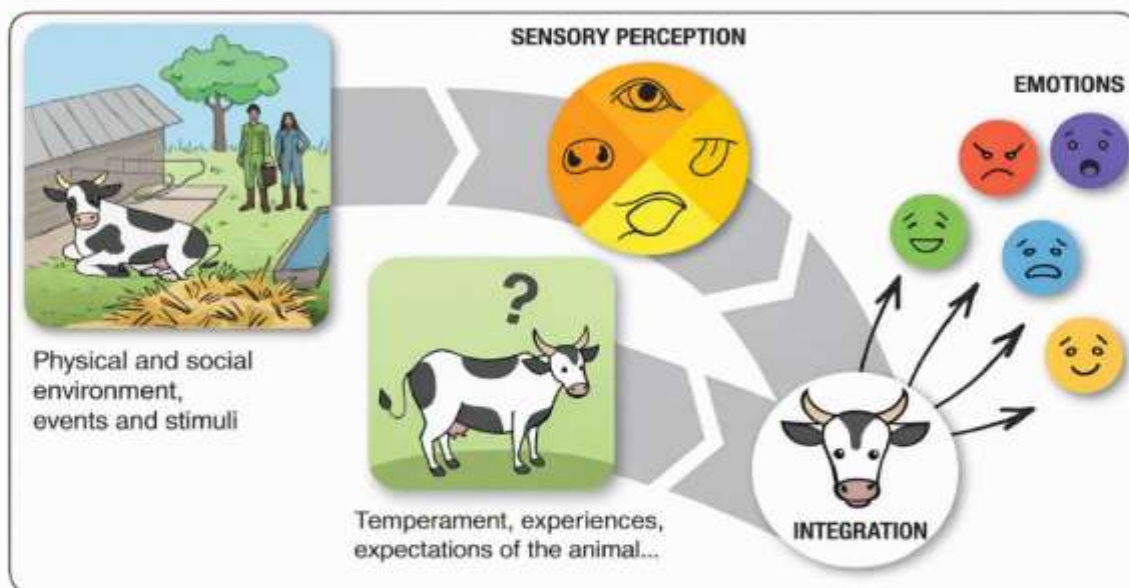 SENSORY PERCEPTION
EMOTIONS
Physical and social
environment,
events and stimuli
?
Temperament, experiences,
expectations of the animal...
INTEGRATION